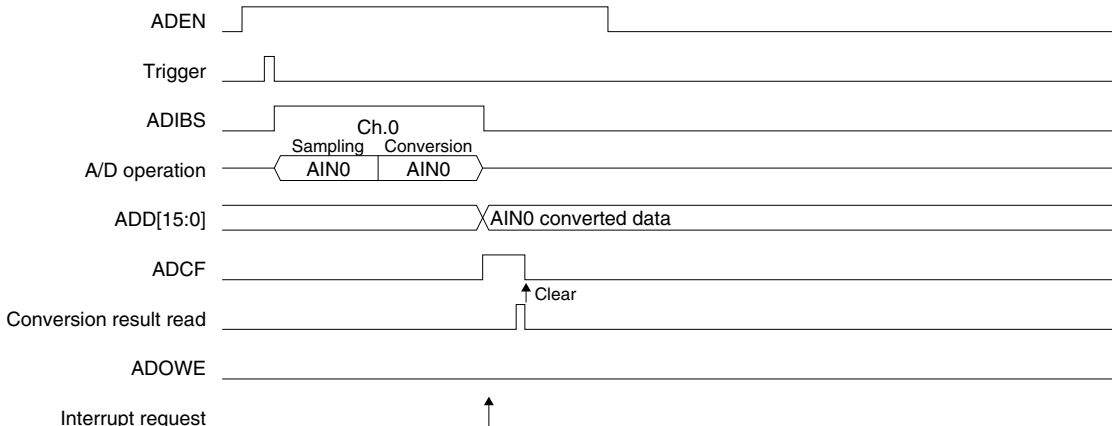 ADEN
Trigger
ADIBS
Ch.0
Sampling Conversion
A/D operation AIN0 AIN0
ADD[15:0] AIN0 converted data
ADCF
Clear
Conversion result read
ADOWE
Interrupt request